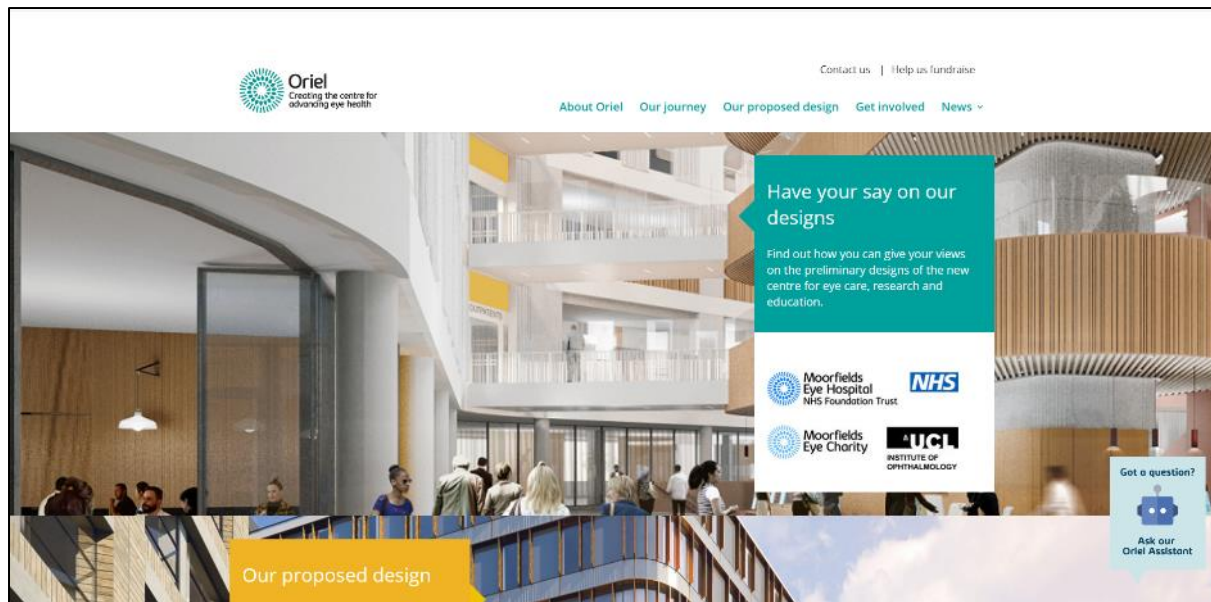 Oriel
Creating the centre for
advancing eye health
Contact us | Help us fundraise
About Oriel Our journey Our proposed design Get involved News
Have your say on our
designs
Find out how you can give your views
on the preliminary designs of the new
centre for eye care, research and
education.
OUTPATIENTS
Moorfields
Eye Hospital
NHS Foundation Trust
NHS
Moorfields
Eye Charity
UCL
INSTITUTE OF
OPHTHALMOLOGY
Got a question?
Ask our
Oriel Assistant
Our proposed design